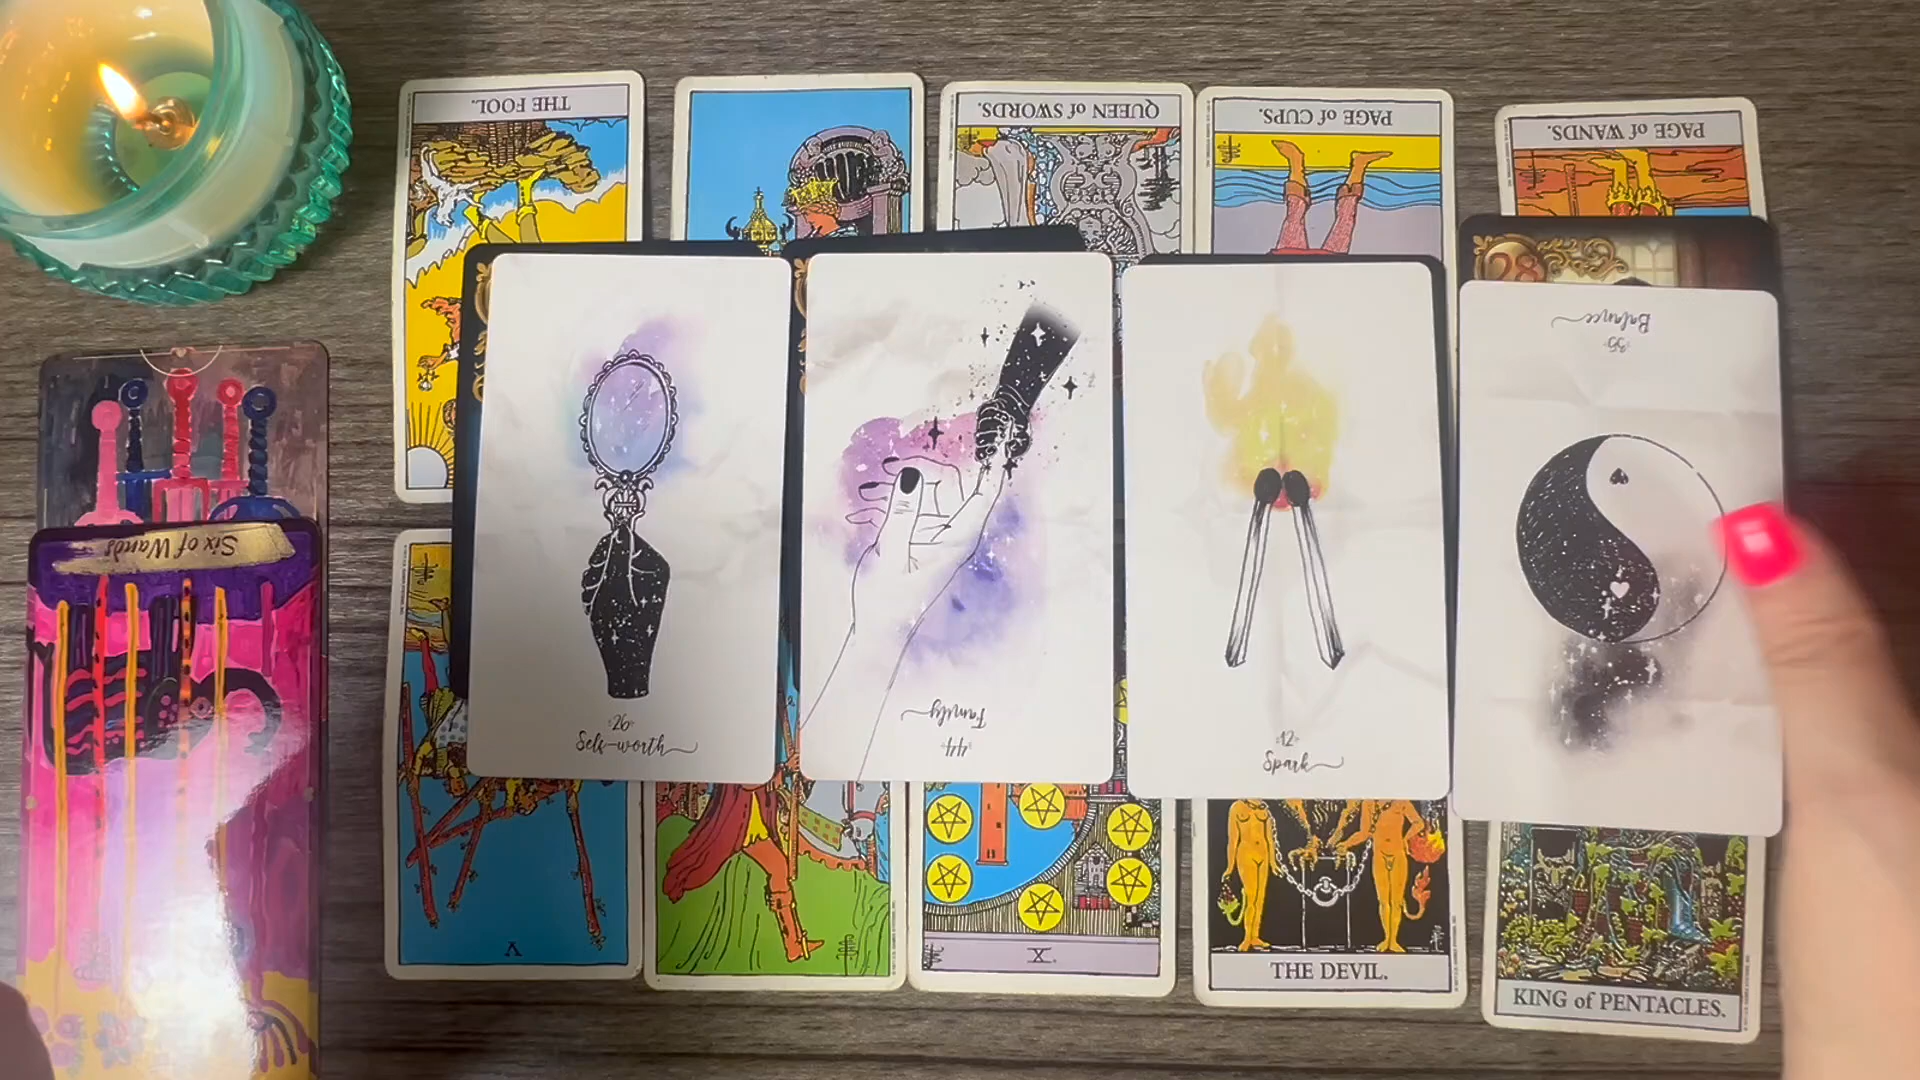 THE FOOL.
QUEEN of SWORDS.
PAGE of CUPS.
PAGE of WANDS.
28
35
Balance
Six of Wands
26
Self-worth
Family
44
12
Spark
V
X.
THE DEVIL.
KING of PENTACLES.